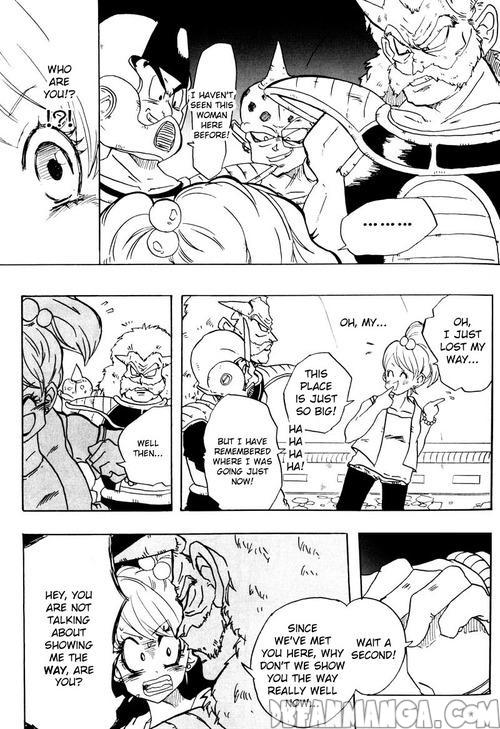 .........
I HAVEN'T
SEEN THIS
WOMAN
HERE
BEFORE!
WHO
ARE
YOU!?
!?!
OH,
I JUST
LOST MY
WAY...
OH, MY...
THIS
PLACE
IS JUST
SO BIG!
HA
HA
HA
HA!
BUT I HAVE
REMEMBERED
WHERE I WAS
GOING JUST
NOW!
WELL
THEN...
WAIT A
SECOND!
SINCE
WE'VE MET
YOU HERE, WHY
DON'T WE SHOW
YOU THE WAY
REALLY WELL
NOW...
HEY, YOU
ARE NOT
TALKING
ABOUT
SHOWING
ME THE
WAY, ARE
YOU?
DREAMMANGA.COM